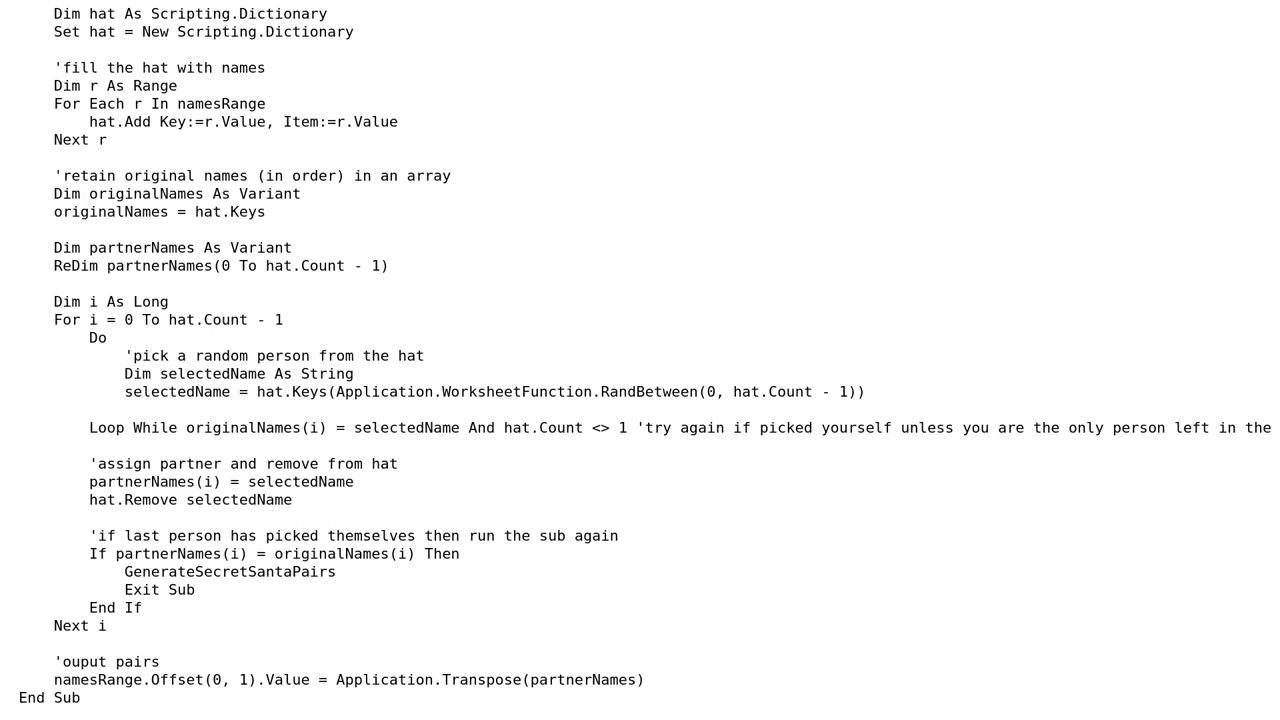 Dim hat As Scripting.Dictionary
Set hat = New Scripting.Dictionary
'fill the hat with names
Dim r As Range
For Each r In namesRange
hat.Add Key:=r.Value, Item:=r.Value
Next r
'retain original names (in order) in an array
Dim originalNames As Variant
originalNames = hat.Keys
Dim partnerNames As Variant
ReDim partnerNames(0 To hat.Count - 1)
Dim i As Long
For i = 0 To hat.Count - 1
Do
'pick a random person from the hat
Dim selectedName As String
selectedName = hat.Keys(Application.WorksheetFunction.RandBetween(0, hat.Count - 1))
Loop While originalNames(i) = selectedName And hat.Count <> 1 'try again if picked yourself unless you are the only person left in the
'assign partner and remove from hat
partnerNames(i) = selectedName
hat.Remove selectedName
'if last person has picked themselves then run the sub again
If partnerNames(i) = originalNames(i) Then
GenerateSecretSantaPairs
Exit Sub
End If
Next i
'ouput pairs
namesRange.Offset(0, 1).Value = Application.Transpose(partnerNames)
End Sub